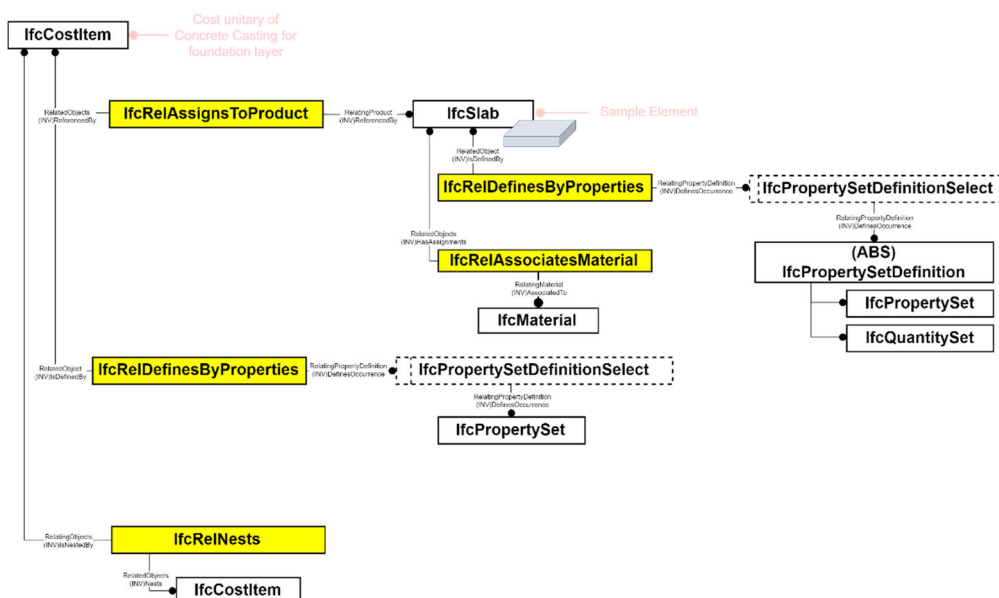 Cost unitary of
Concrete Casting for
foundation layer
IfcCostItem
RelatedObjects
(INV)ReferencedBy
IfcRelAssignsToProduct
RelatingProduct
(INV)ReferencedBy
IfcSlab
Sample Element
RelatedObject
(INV)IsDefinedBy
IfcRelDefinesByProperties
RelatingPropertyDefinition
(INV)DefinesOccurrence
IfcPropertySetDefinitionSelect
RelatingPropertyDefinition
(INV)DefinesOccurrence
RelatedObjects
(INV)HasAssignments
IfcRelAssociatesMaterial
(ABS)
IfcPropertySetDefinition
RelatingMaterial
(INV)AssociatedTo
IfcPropertySet
IfcMaterial
IfcQuantitySet
RelatedObject
(INV)IsDefinedBy
IfcRelDefinesByProperties
RelatingPropertyDefinition
(INV)DefinesOccurrence
IfcPropertySetDefinitionSelect
RelatingPropertyDefinition
(INV)DefinesOccurrence
IfcPropertySet
RelatingObjects
(INV)IsNestedBy
IfcRelNests
RelatedObjects
(INV)Nests
IfcCostItem